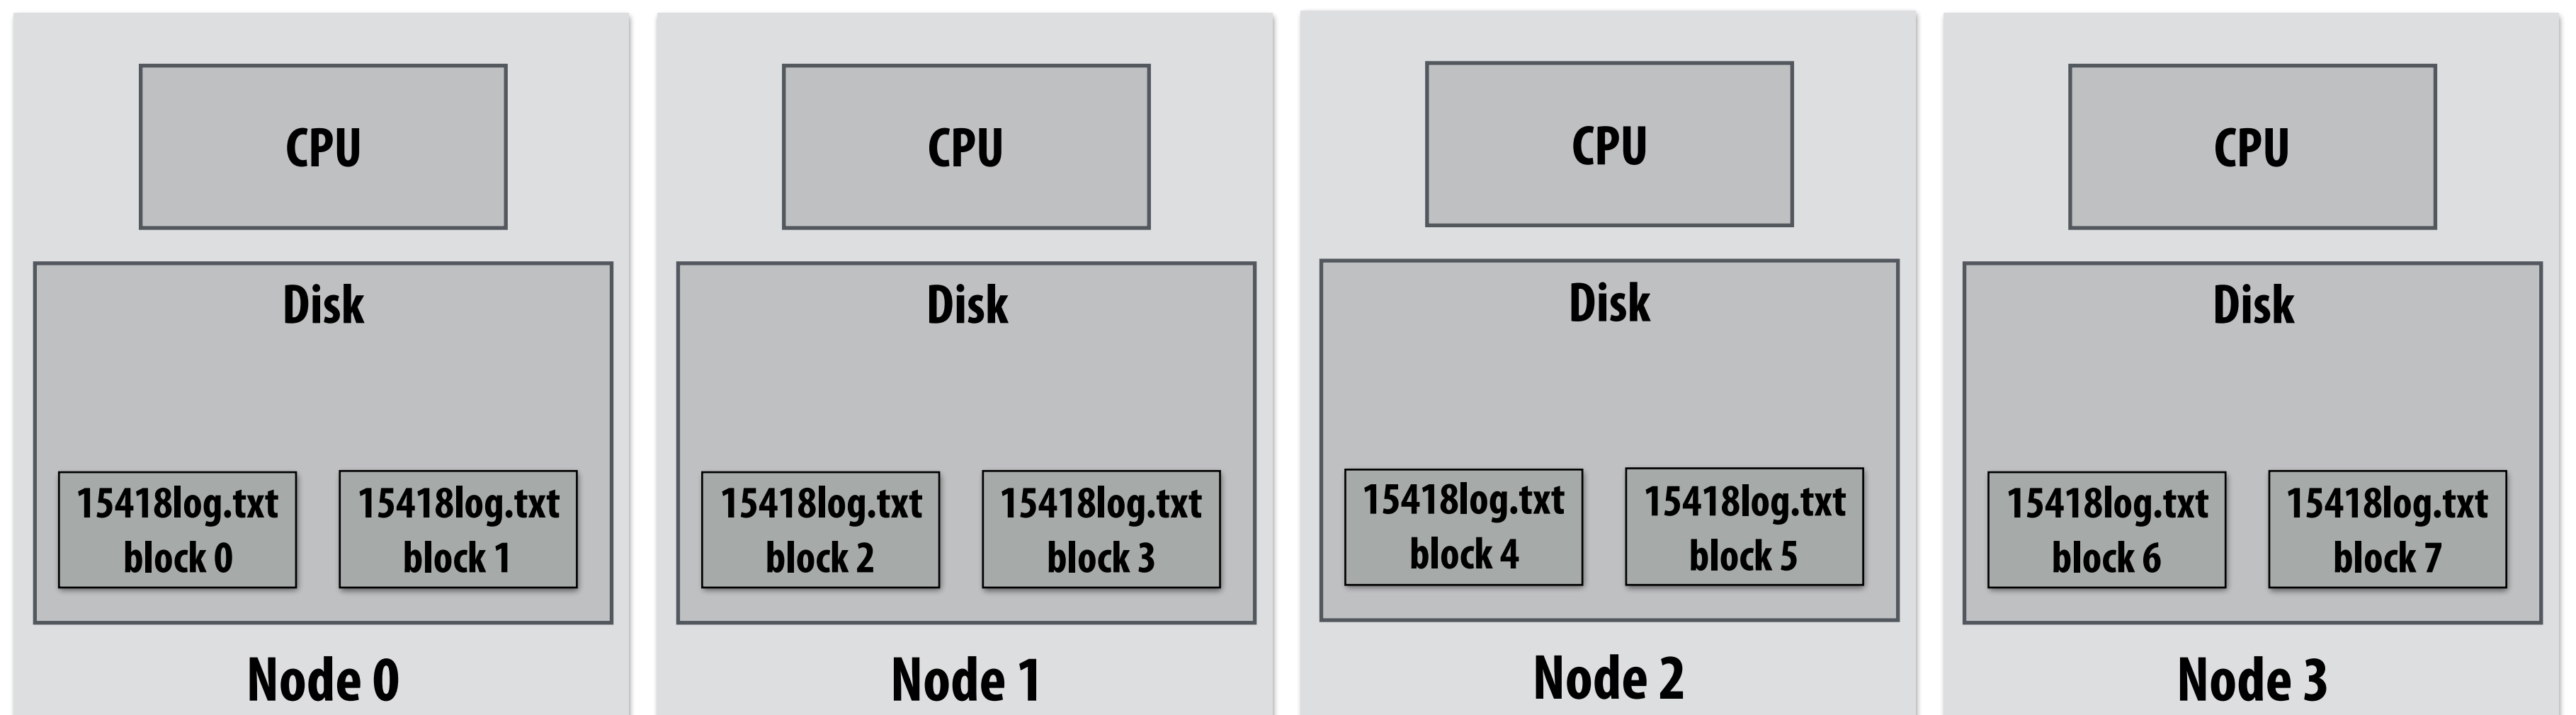 CPU
Disk
15418log.txt
block 0
15418log.txt
block 1
Node 0
CPU
Disk
15418log.txt
block 2
15418log.txt
block 3
Node 1
CPU
Disk
15418log.txt
block 4
15418log.txt
block 5
Node 2
CPU
Disk
15418log.txt
block 6
15418log.txt
block 7
Node 3